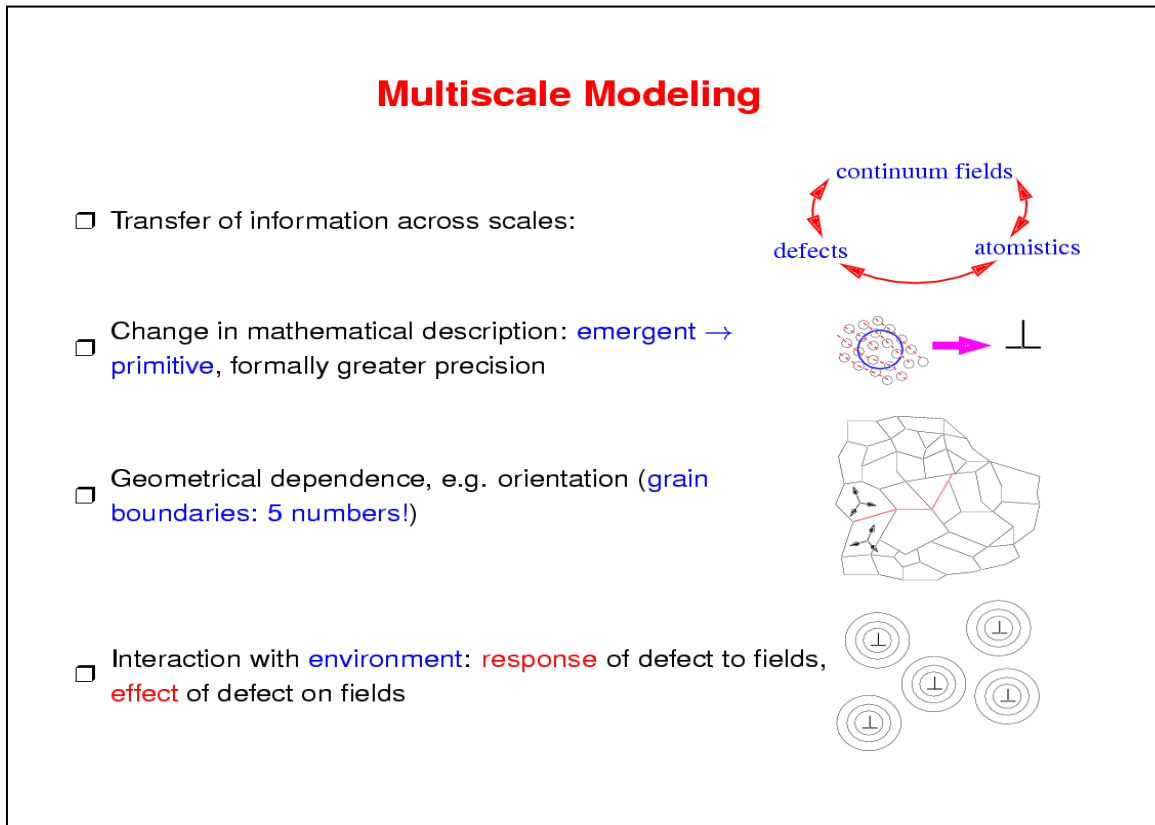 Multiscale Modeling
❒ Transfer of information across scales:
continuum fields
defects
atomistics
❒ Change in mathematical description: emergent →
primitive, formally greater precision
❒ Geometrical dependence, e.g. orientation (grain
boundaries: 5 numbers!)
❒ Interaction with environment: response of defect to fields,
effect of defect on fields